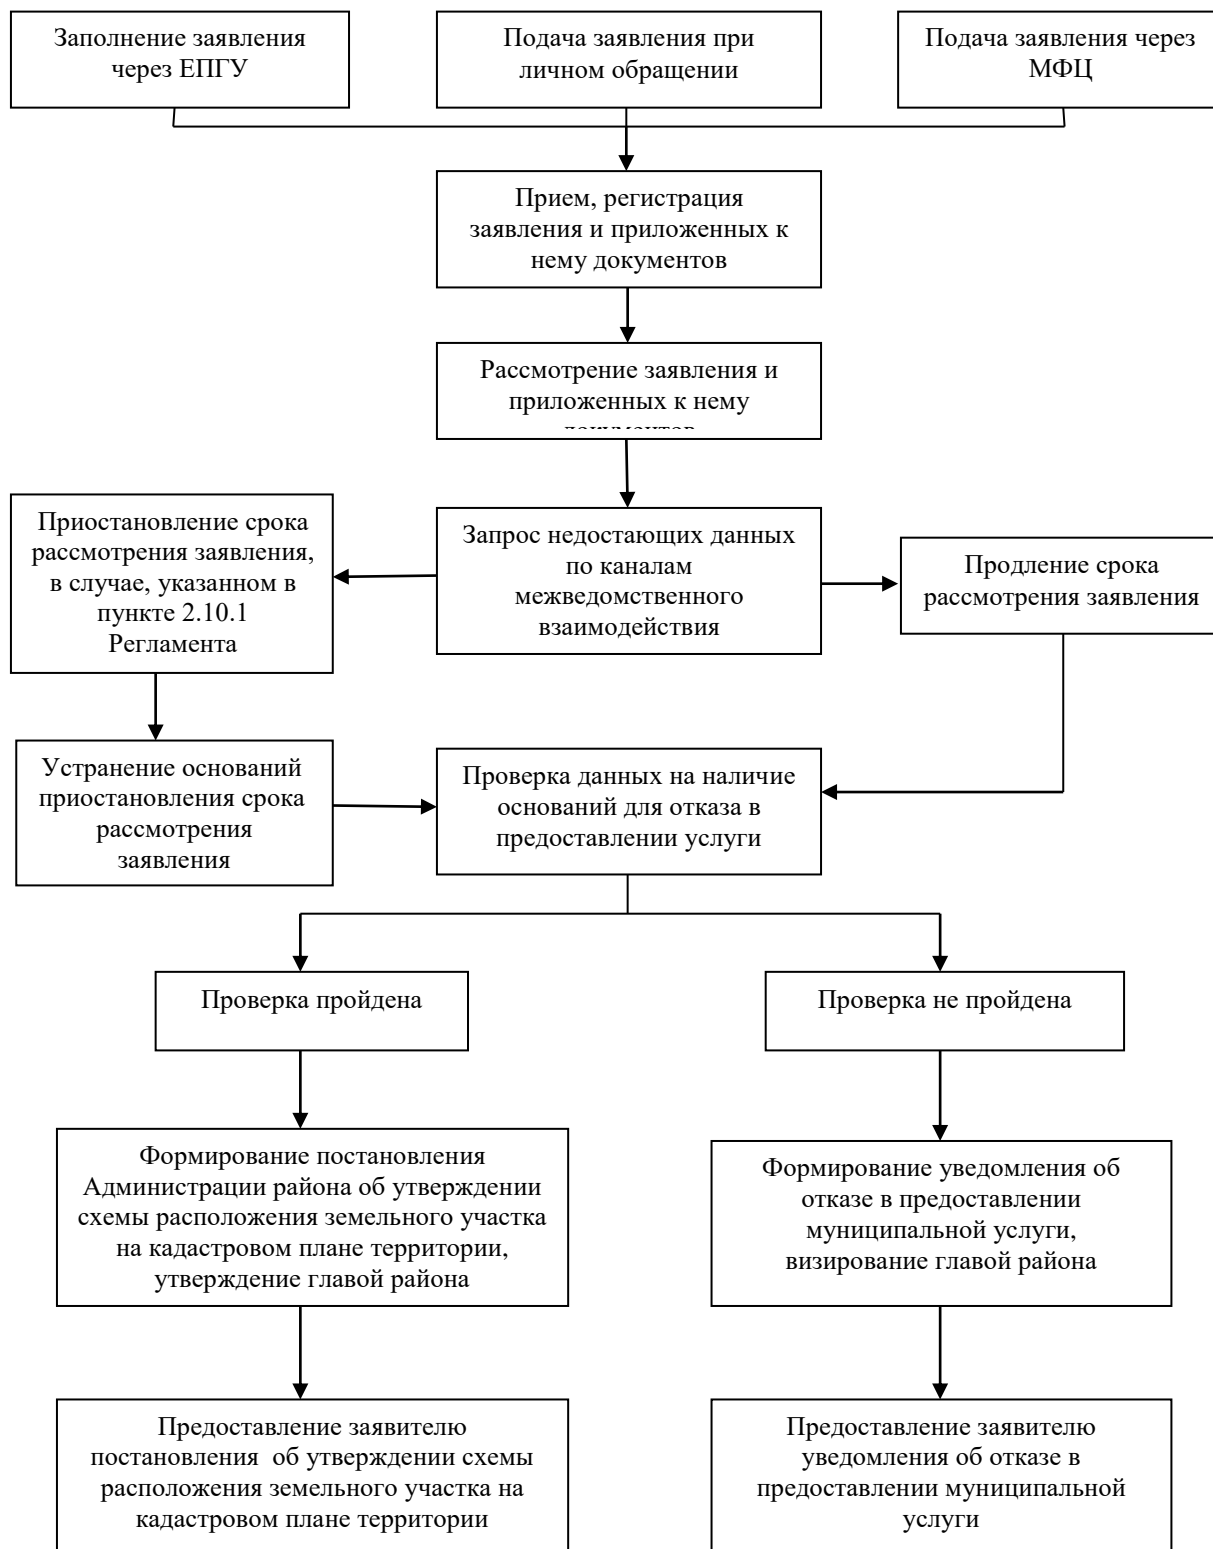 Заполнение заявления
через ЕПГУ
Подача заявления при
личном обращении
Подача заявления через
МФЦ
Прием, регистрация
заявления и приложенных к
нему документов
Рассмотрение заявления и
приложенных к нему
документов
Приостановление срока
рассмотрения заявления,
в случае, указанном в
пункте 2.10.1
Регламента
Запрос недостающих данных
по каналам
межведомственного
взаимодействия
Продление срока
рассмотрения заявления
Устранение оснований
приостановления срока
рассмотрения
заявления
Проверка данных на наличие
оснований для отказа в
предоставлении услуги
Проверка пройдена
Проверка не пройдена
Формирование постановления
Администрации района об утверждении
схемы расположения земельного участка
на кадастровом плане территории,
утверждение главой района
Формирование уведомления об
отказе в предоставлении
муниципальной услуги,
визирование главой района
Предоставление заявителю
постановления  об утверждении схемы
расположения земельного участка на
кадастровом плане территории
Предоставление заявителю
уведомления об отказе в
предоставлении муниципальной
услуги